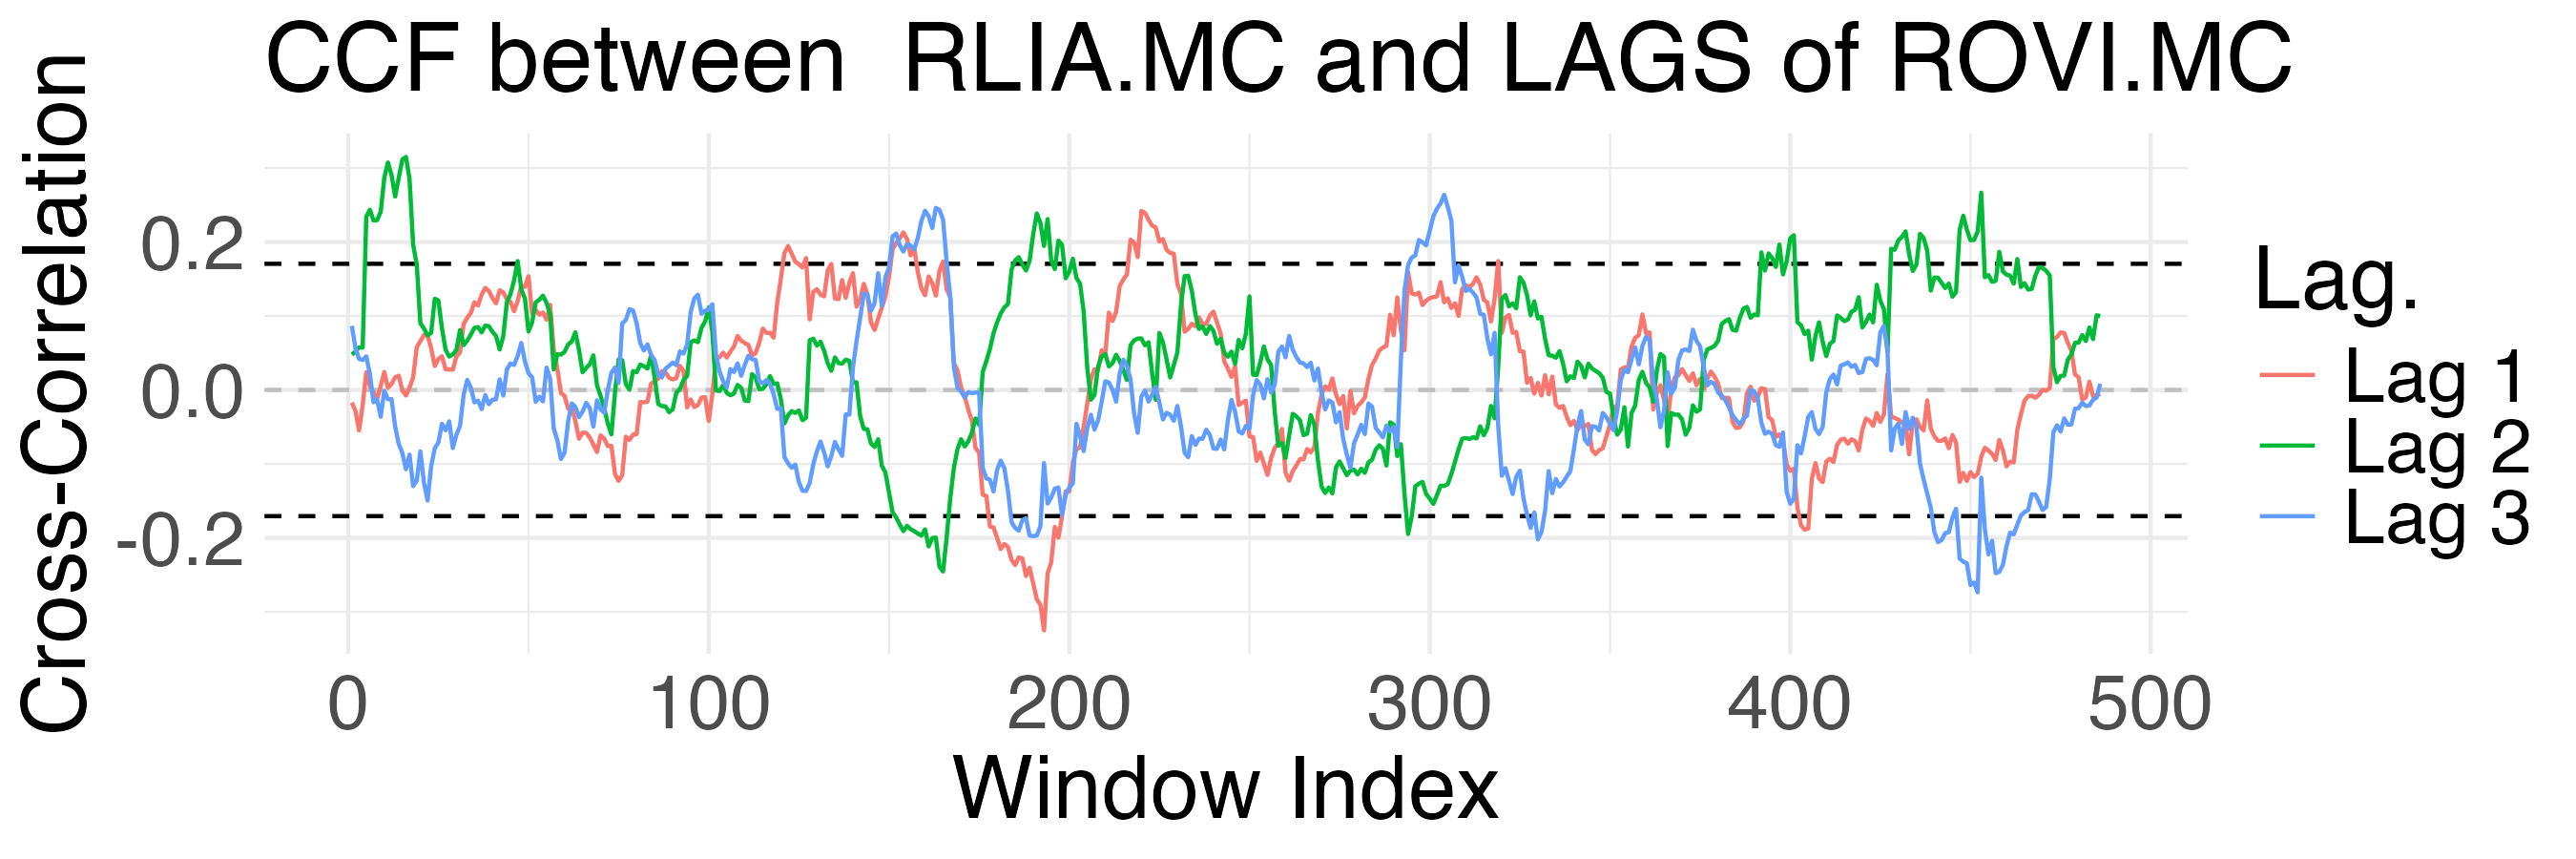 CCF between  RLIA.MC and LAGS of ROVI.MC
Cross-Correlation
0.2
0.0
-0.2
0 100 200 300 400 500
Window Index
Lag.
Lag 1
Lag 2
Lag 3